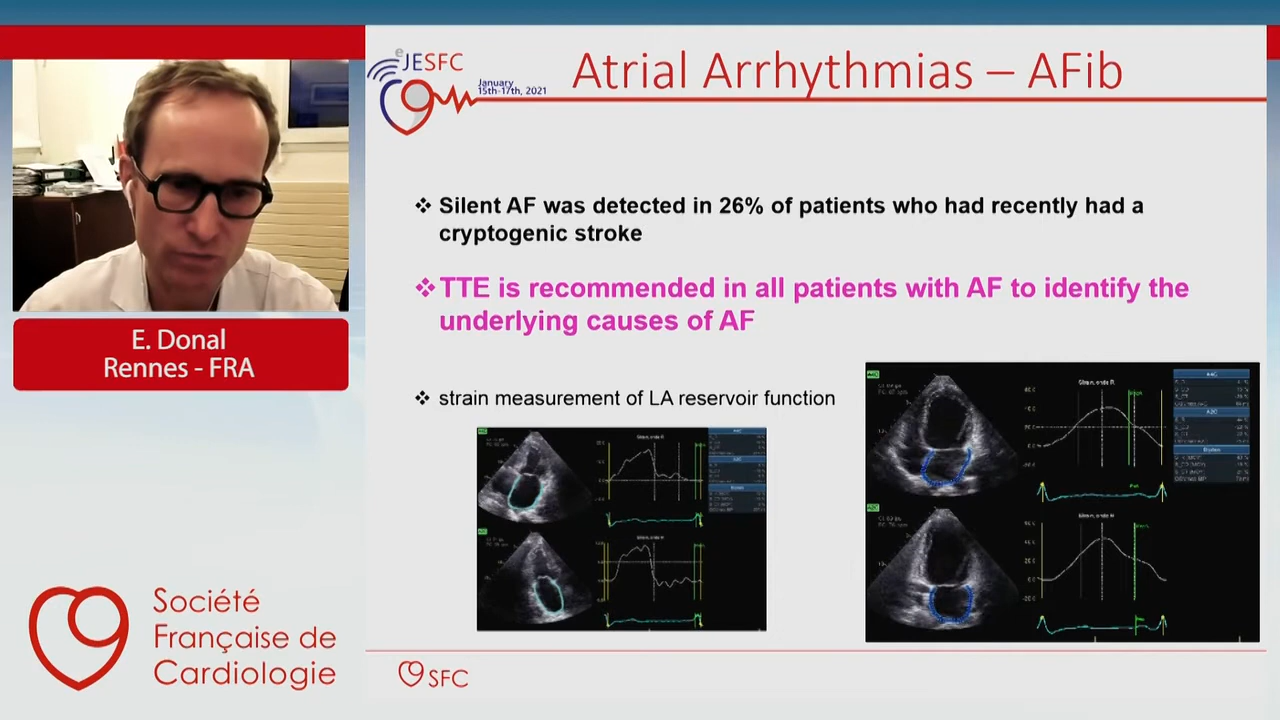 eJESFC
January
15th-17th, 2021
Atrial Arrhythmias – AFib
❖ Silent AF was detected in 26% of patients who had recently had a
cryptogenic stroke
❖TTE is recommended in all patients with AF to identify the
underlying causes of AF
❖ strain measurement of LA reservoir function
E. Donal
Rennes - FRA
Société
Française de
Cardiologie
SFC